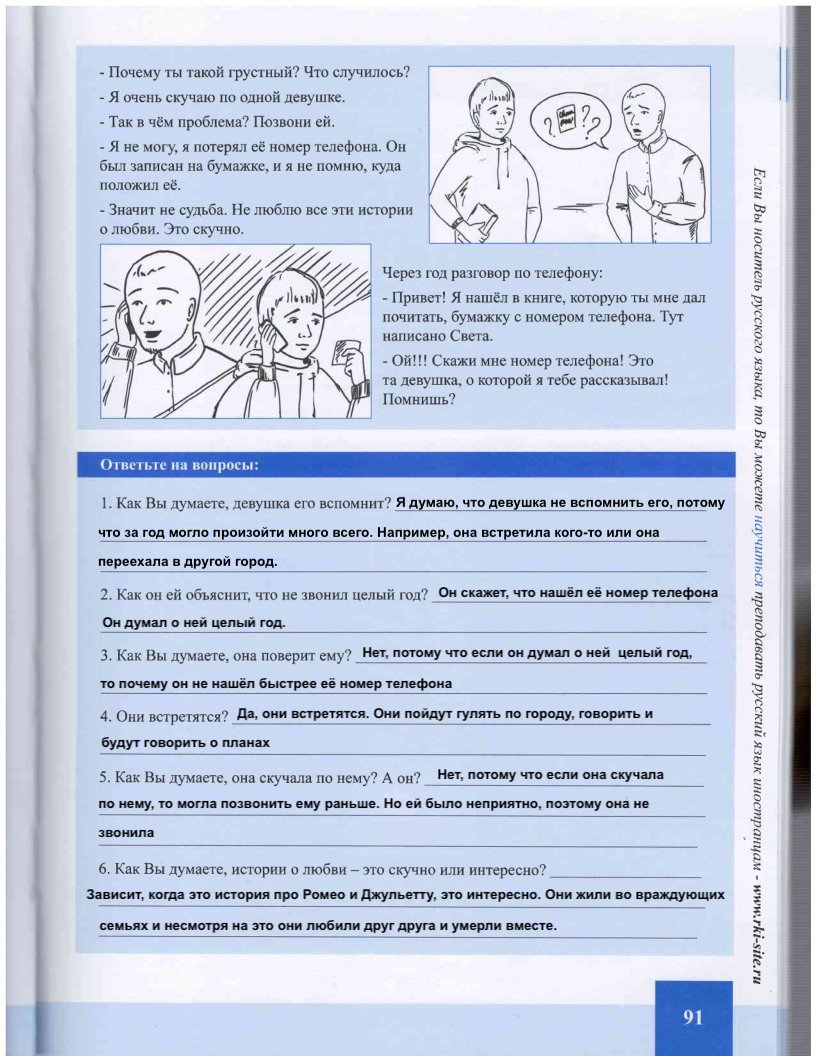 - Почему ты такой грустный? Что случилось?
- Я очень скучаю по одной девушке.
- Так в чём проблема? Позвони ей.
- Я не могу, я потерял её номер телефона. Он
был записан на бумажке, и я не помню, куда
положил её.
- Значит не судьба. Не люблю все эти истории
о любви. Это скучно.
Через год разговор по телефону:
- Привет! Я нашёл в книге, которую ты мне дал
почитать, бумажку с номером телефона. Тут
написано Света.
- Ой!!! Скажи мне номер телефона! Это
та девушка, о которой я тебе рассказывал!
Помнишь?
Ответьте на вопросы:
1. Как Вы думаете, девушка его вспомнит? Я думаю, что девушка не вспомнить его, потому
что за год могло произойти много всего. Например, она встретила кого-то или она
переехала в другой город.
2. Как он ей объяснит, что не звонил целый год? Он скажет, что нашёл её номер телефона
Он думал о ней целый год.
3. Как Вы думаете, она поверит ему? Нет, потому что если он думал о ней целый год,
то почему он не нашёл быстрее её номер телефона
4. Они встретятся? Да, они встретятся. Они пойдут гулять по городу, говорить и
будут говорить о планах
5. Как Вы думаете, она скучала по нему? А он? Нет, потому что если она скучала
по нему, то могла позвонить ему раньше. Но ей было неприятно, поэтому она не
звонила
6. Как Вы думаете, истории о любви – это скучно или интересно?
Зависит, когда это история про Ромео и Джульетту, это интересно. Они жили во враждующих
семьях и несмотря на это они любили друг друга и умерли вместе.
Если Вы носитель русского языка, то Вы можете научиться преподавать русский язык иностранцам - www.rki-site.ru
91